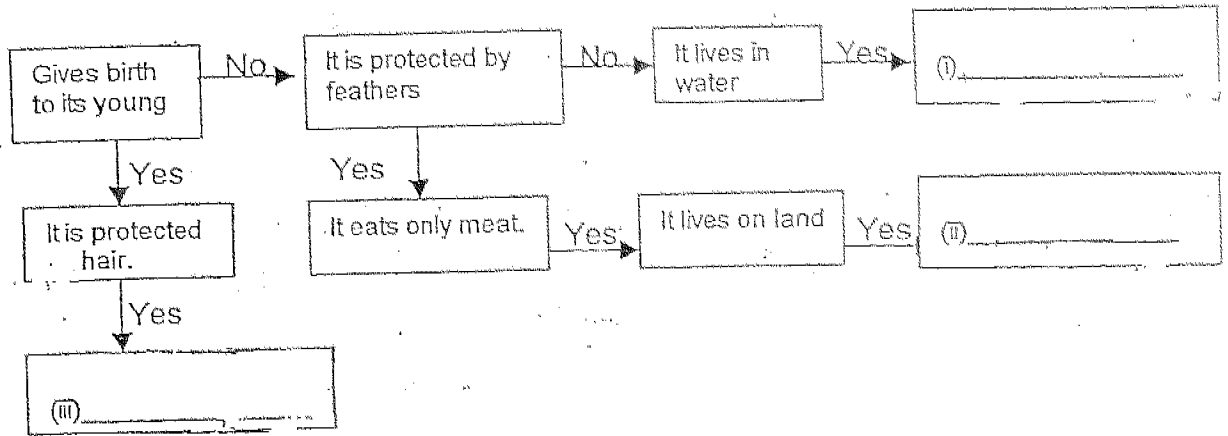 Gives birth
to its young
No
It is protected by
feathers
No
It lives in
water
Yes
(i)
Yes
Yes
It is protected
hair.
It eats only meat.
Yes
It lives on land
Yes
(ii)
Yes
(iii)